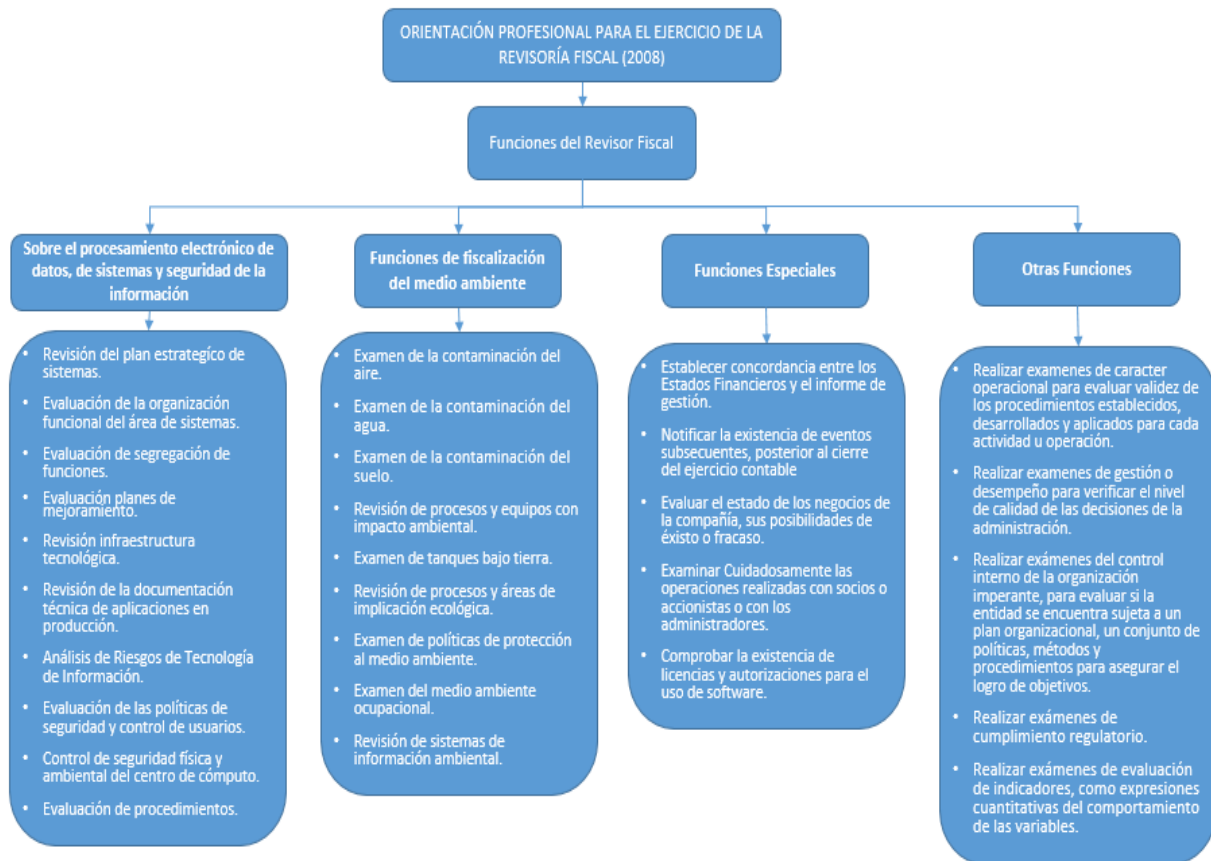 ORIENTACIÓN PROFESIONAL PARA EL EJERCICIO DE LA
REVISORÍA FISCAL (2008)
Funciones del Revisor Fiscal
Sobre el procesamiento electrónico de
datos, de sistemas y seguridad de la
información
• Revisión del plan estrategíco de
sistemas.
• Evaluación de la organización
funcional del área de sistemas.
• Evaluación de segregación de
funciones.
• Evaluación planes de
mejoramiento.
• Revisión infraestructura
tecnológica.
• Revisión de la documentación
técnica de aplicaciones en
producción.
• Análisis de Riesgos de Tecnología
de Información.
• Evaluación de las políticas de
seguridad y control de usuarios.
• Control de seguridad física y
ambiental del centro de cómputo.
• Evaluación de procedimientos.
Funciones de fiscalización
del medio ambiente
• Examen de la contaminación del
aire.
• Examen de la contaminación del
agua.
• Examen de la contaminación del
suelo.
• Revisión de procesos y equipos con
impacto ambiental.
• Examen de tanques bajo tierra.
• Revisión de procesos y áreas de
implicación ecológica.
• Examen de políticas de protección
al medio ambiente.
• Examen del medio ambiente
ocupacional.
• Revisión de sistemas de
información ambiental.
Funciones Especiales
• Establecer concordancia entre los
Estados Financieros y el informe de
gestión.
• Notificar la existencia de eventos
subsecuentes, posterior al cierre
del ejercicio contable
• Evaluar el estado de los negocios de
la compañía, sus posibilidades de
éxisto o fracaso.
• Examinar Cuidadosamente las
operaciones realizadas con socios o
accionistas o con los
administradores.
• Comprobar la existencia de
licencias y autorizaciones para el
uso de software.
Otras Funciones
• Realizar examenes de caracter
operacional para evaluar validez de
los procedimientos establecidos,
desarrollados y aplicados para cada
actividad u operación.
• Realizar examenes de gestión o
desempeño para verificar el nivel
de calidad de las decisiones de la
administración.
• Realizar exámenes del control
interno de la organización
imperante, para evaluar si la
entidad se encuentra sujeta a un
plan organizacional, un conjunto de
políticas, métodos y
procedimientos para asegurar el
logro de objetivos.
• Realizar exámenes de
cumplimiento regulatorio.
• Realizar exámenes de evaluación
de indicadores, como expresiones
cuantitativas del comportamiento
de las variables.